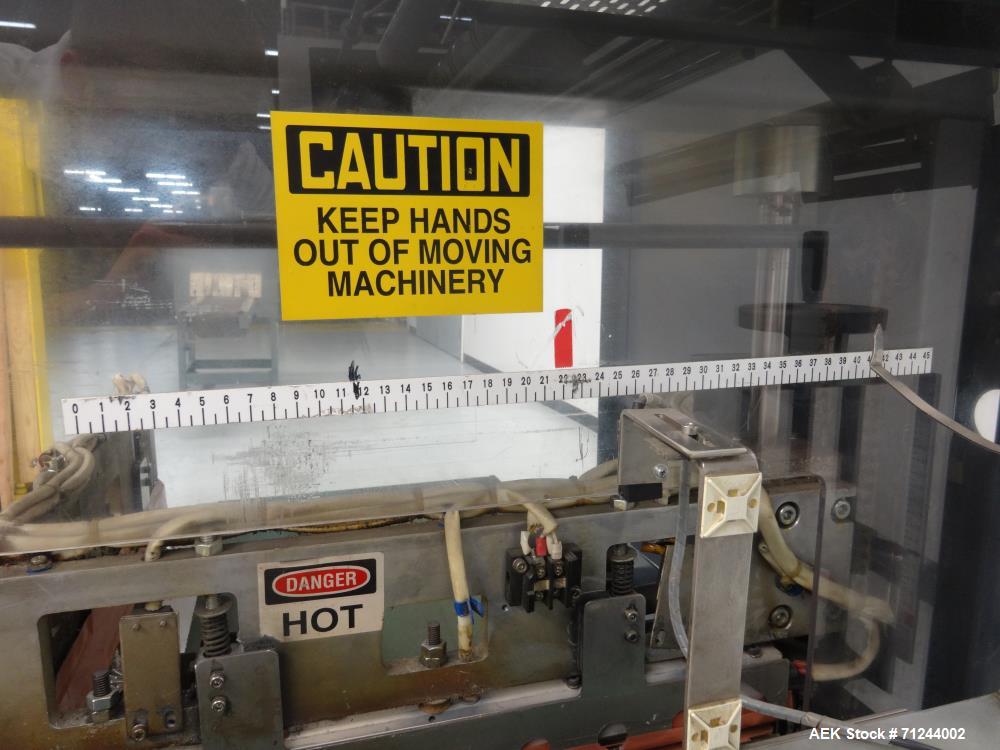 CAUTION
KEEP HANDS
OUT OF MOVING
MACHINERY
0 1 2 3 4 5 6 7 8 9 10 11 12 13 14 15 16 17 18 19 20 21 22 23 24 25 26 27 28 29 30 31 32 33 34 35 36 37 38 39 40 42 43 44 45
DANGER
HOT
AEK Stock #71244002